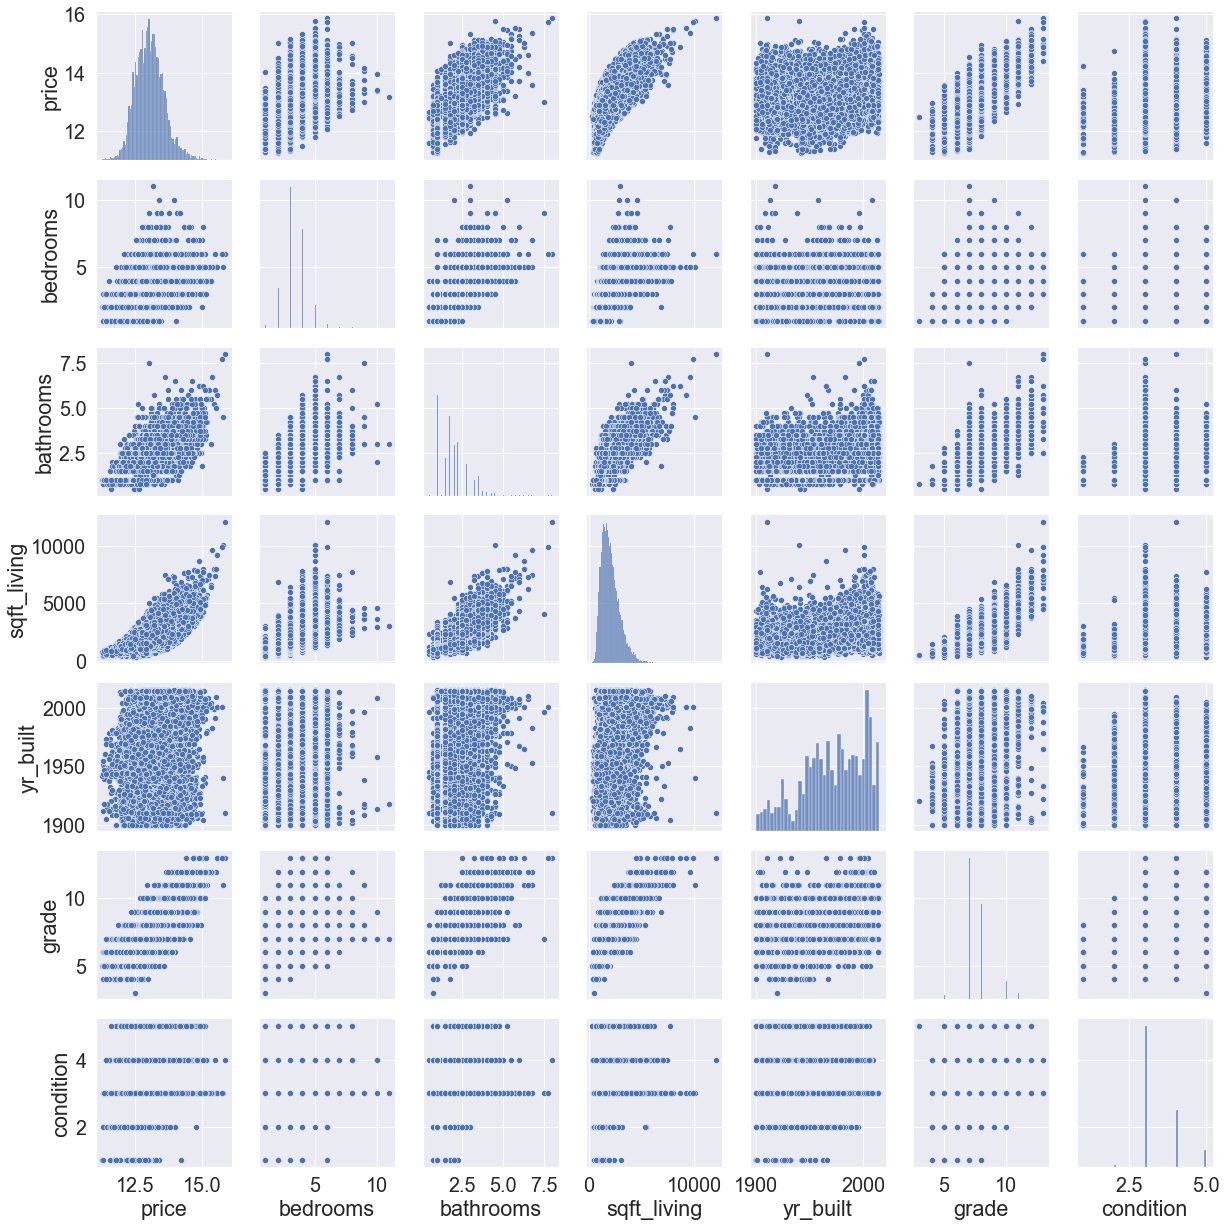 16
14
12
price
10
5
bedrooms
7.5
5.0
2.5
bathrooms
10000
5000
0
sqft_living
2000
1950
1900
yr_built
10
5
grade
4
2
condition
12.5 15.0 5 10 2.5 5.0 7.5 0 10000 1900 2000 5 10 2.5 5.0
price bedrooms bathrooms sqft_living yr_built grade condition